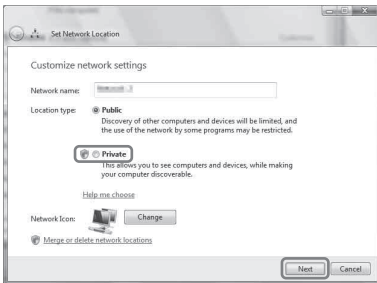 Set Network Location
Customize network settings
Network name:
Location type:
Public
Discovery of other computers and devices will be limited, and
the use of the network by some programs may be restricted.
Private
This allows you to see computers and devices, while making
your computer discoverable.
Help me choose
Network Icon:
Change
Merge or delete network locations
Next
Cancel